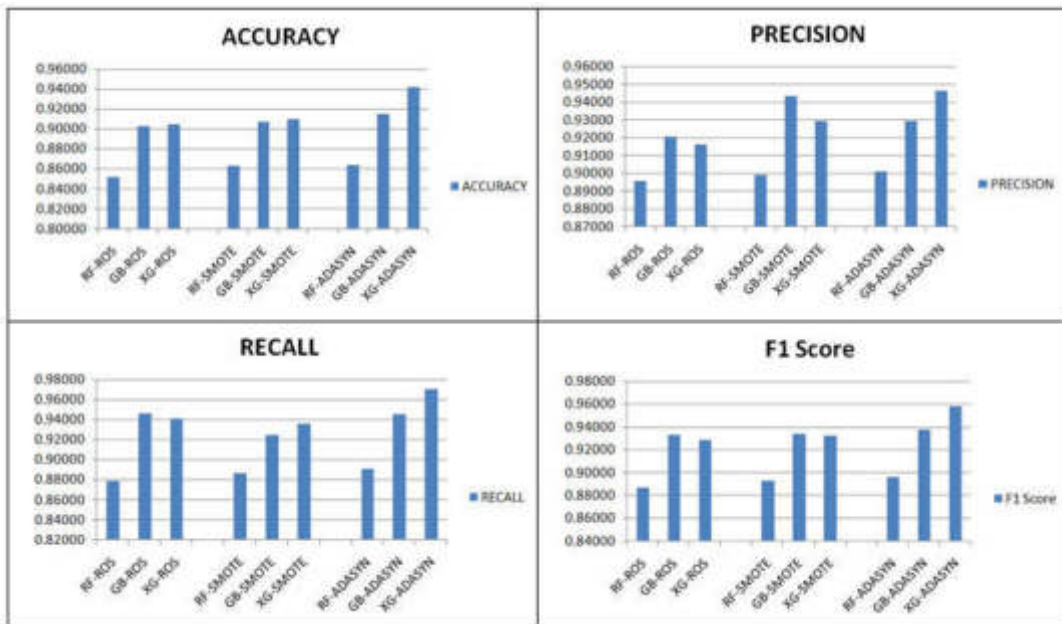 ACCURACY
0.96000
0.94000
0.92000
0.90000
0.88000
0.86000
0.84000
0.82000
0.80000
RF-ROS
GB-ROS
XG-ROS
RF-SMOTE
GB-SMOTE
XG-SMOTE
RF-ADASYN
GB-ADASYN
XG-ADASYN
ACCURACY
PRECISION
0.96000
0.95000
0.94000
0.93000
0.92000
0.91000
0.90000
0.89000
0.88000
0.87000
RF-ROS
GB-ROS
XG-ROS
RF-SMOTE
GB-SMOTE
XG-SMOTE
RF-ADASYN
GB-ADASYN
XG-ADASYN
PRECISION
RECALL
0.98000
0.96000
0.94000
0.92000
0.90000
0.88000
0.86000
0.84000
0.82000
RF-ROS
GB-ROS
XG-ROS
RF-SMOTE
GB-SMOTE
XG-SMOTE
RF-ADASYN
GB-ADASYN
XG-ADASYN
RECALL
F1 Score
0.98000
0.96000
0.94000
0.92000
0.90000
0.88000
0.86000
0.84000
RF-ROS
GB-ROS
XG-ROS
RF-SMOTE
GB-SMOTE
XG-SMOTE
RF-ADASYN
GB-ADASYN
XG-ADASYN
F1 Score